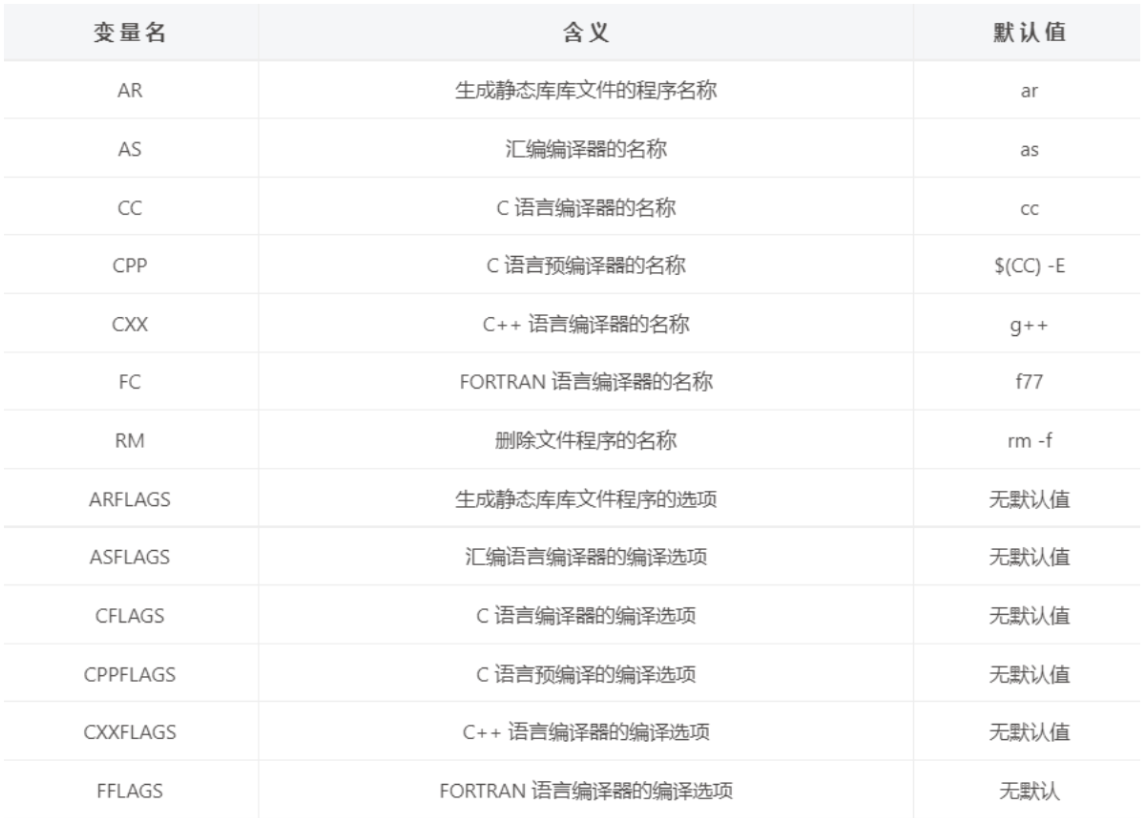 变量名 含义 默认值
AR 生成静态库库文件的程序名称 ar
AS 汇编编译器的名称 as
CC C 语言编译器的名称 cc
CPP C 语言预编译器的名称 $(CC) -E
CXX C++ 语言编译器的名称 g++
FC FORTRAN 语言编译器的名称 f77
RM 删除文件程序的名称 rm -f
ARFLAGS 生成静态库库文件程序的选项 无默认值
ASFLAGS 汇编语言编译器的编译选项 无默认值
CFLAGS C 语言编译器的编译选项 无默认值
CPPFLAGS C 语言预编译的编译选项 无默认值
CXXFLAGS C++ 语言编译器的编译选项 无默认值
FFLAGS FORTRAN 语言编译器的编译选项 无默认